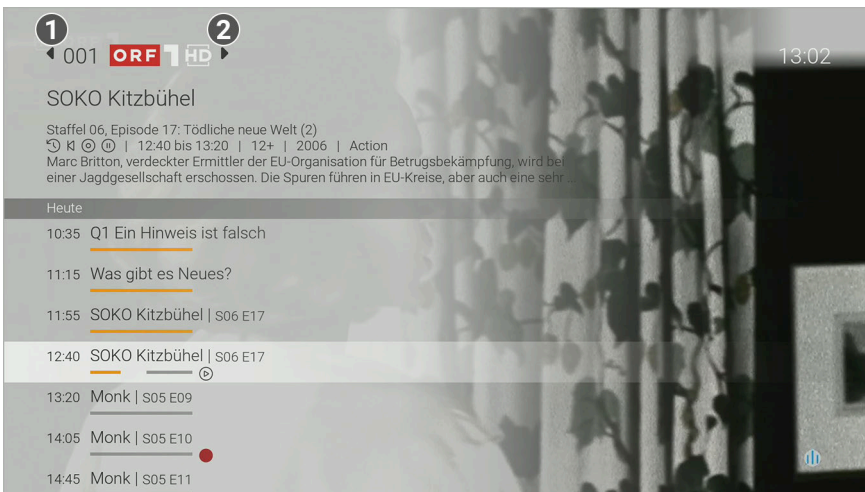 1 2
001 ORF 1 HD
13:02
SOKO Kitzbühel
Staffel 06, Episode 17: Tödliche neue Welt (2)
| 12:40 bis 13:20 | 12+ | 2006 | Action
Marc Britton, verdeckter Ermittler der EU-Organisation für Betrugsbekämpfung, wird bei
einer Jagdgesellschaft erschossen. Die Spuren führen in EU-Kreise, aber auch eine sehr ...
Heute
10:35 Q1 Ein Hinweis ist falsch
11:15 Was gibt es Neues?
11:55 SOKO Kitzbühel | S06 E17
12:40 SOKO Kitzbühel | S06 E17
13:20 Monk | S05 E09
14:05 Monk | S05 E10
14:45 Monk | S05 E11